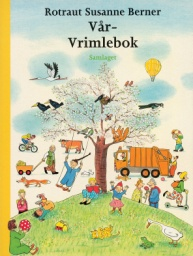 Rotraut Susanne Berner
Vår-
Vrimlebok
Samlaget